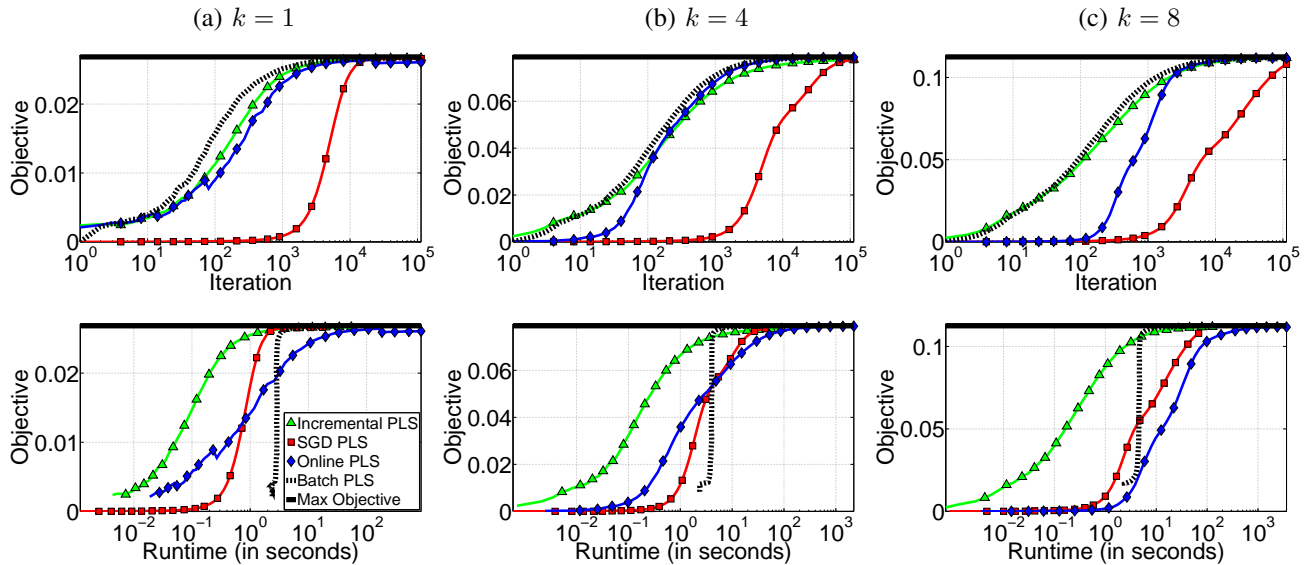 (a) k = 1
(b) k = 4
(c) k = 8
Objective
0.02
0.01
0
10^0 10^1 10^2 10^3 10^4 10^5
Iteration
Objective
0.06
0.04
0.02
0
10^0 10^1 10^2 10^3 10^4 10^5
Iteration
Objective
0.1
0.05
0
10^0 10^1 10^2 10^3 10^4 10^5
Iteration
Objective
0.02
0.01
0
10^-2 10^-1 10^0 10^1 10^2
Runtime (in seconds)
Incremental PLS
SGD PLS
Online PLS
Batch PLS
Max Objective
Objective
0.06
0.04
0.02
0
10^-2 10^-1 10^0 10^1 10^2 10^3
Runtime (in seconds)
Objective
0.1
0.05
0
10^-2 10^-1 10^0 10^1 10^2 10^3
Runtime (in seconds)